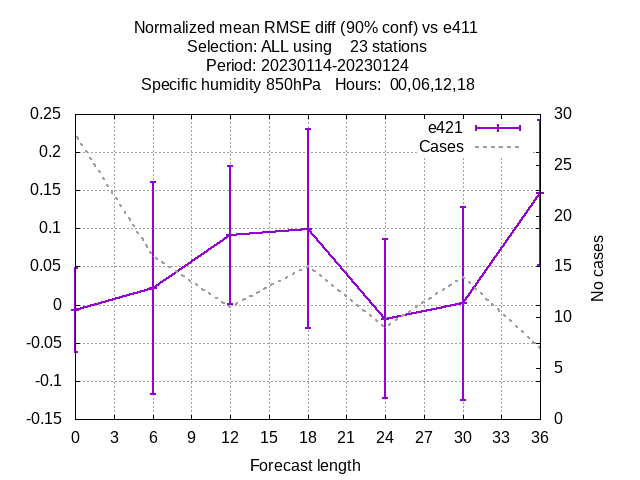 Normalized mean RMSE diff (90% conf) vs e411
Selection: ALL using    23 stations
Period: 20230114-20230124
Specific humidity 850hPa   Hours:  00,06,12,18
e421
Cases
0.25
0.2
0.15
0.1
0.05
0
-0.05
-0.1
-0.15
30
25
20
15
10
5
0
No cases
0 3 6 9 12 15 18 21 24 27 30 33 36
Forecast length